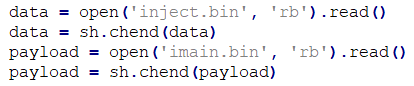 data = open('inject.bin', 'rb').read()
data = sh.chend(data)
payload = open('imain.bin', 'rb').read()
payload = sh.chend(payload)